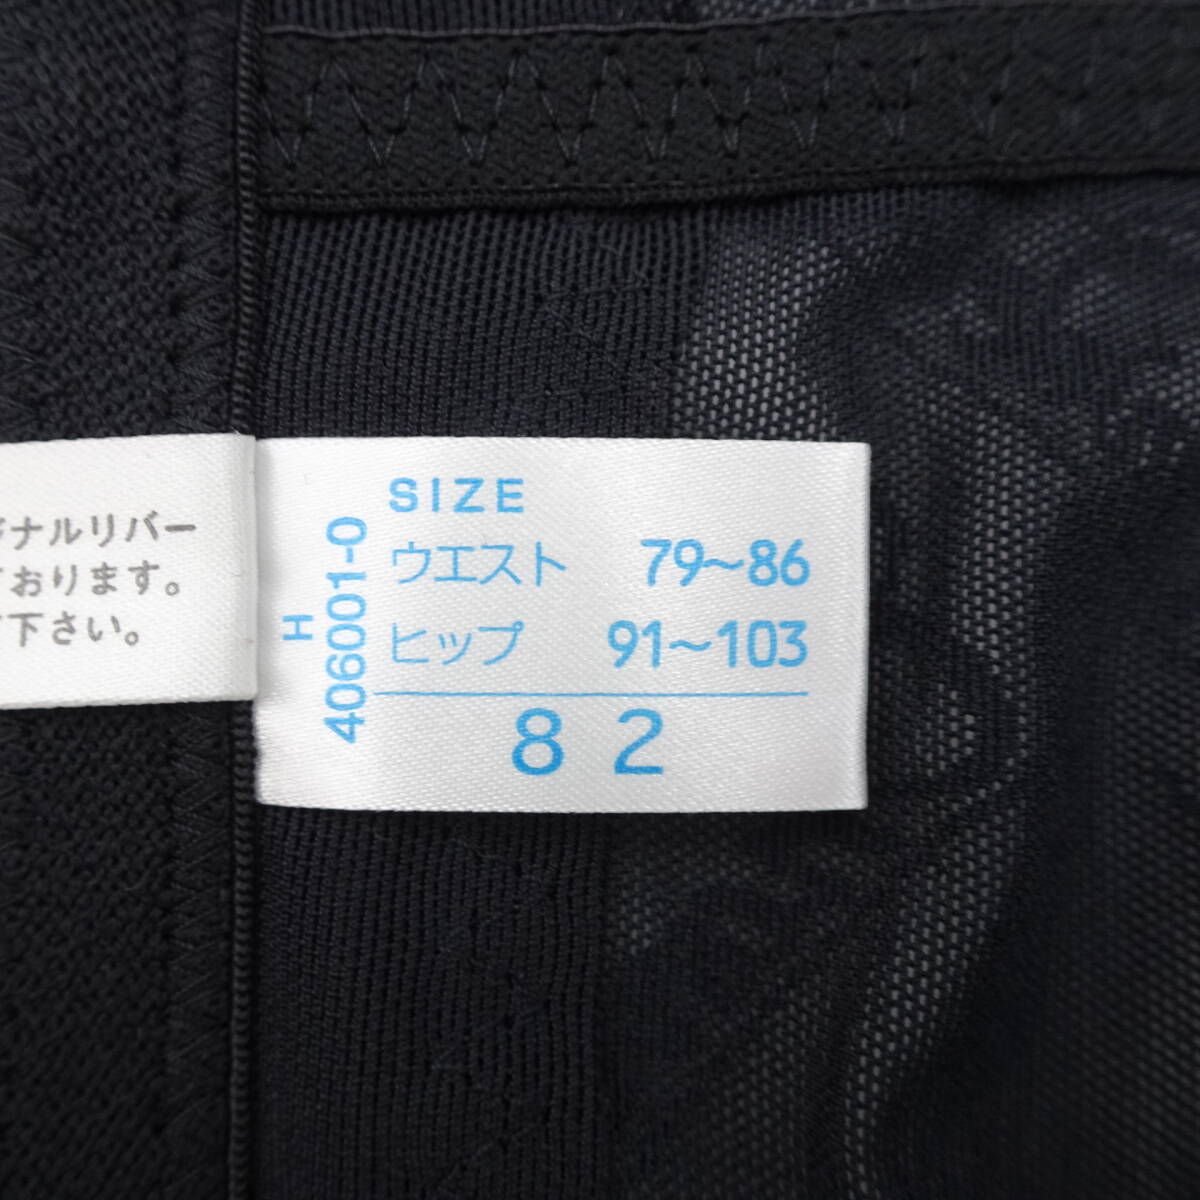 ナルリバー
ております。
下さい。
H
406001-0
SIZE
ウエスト 79~86
ヒップ 91~103
82